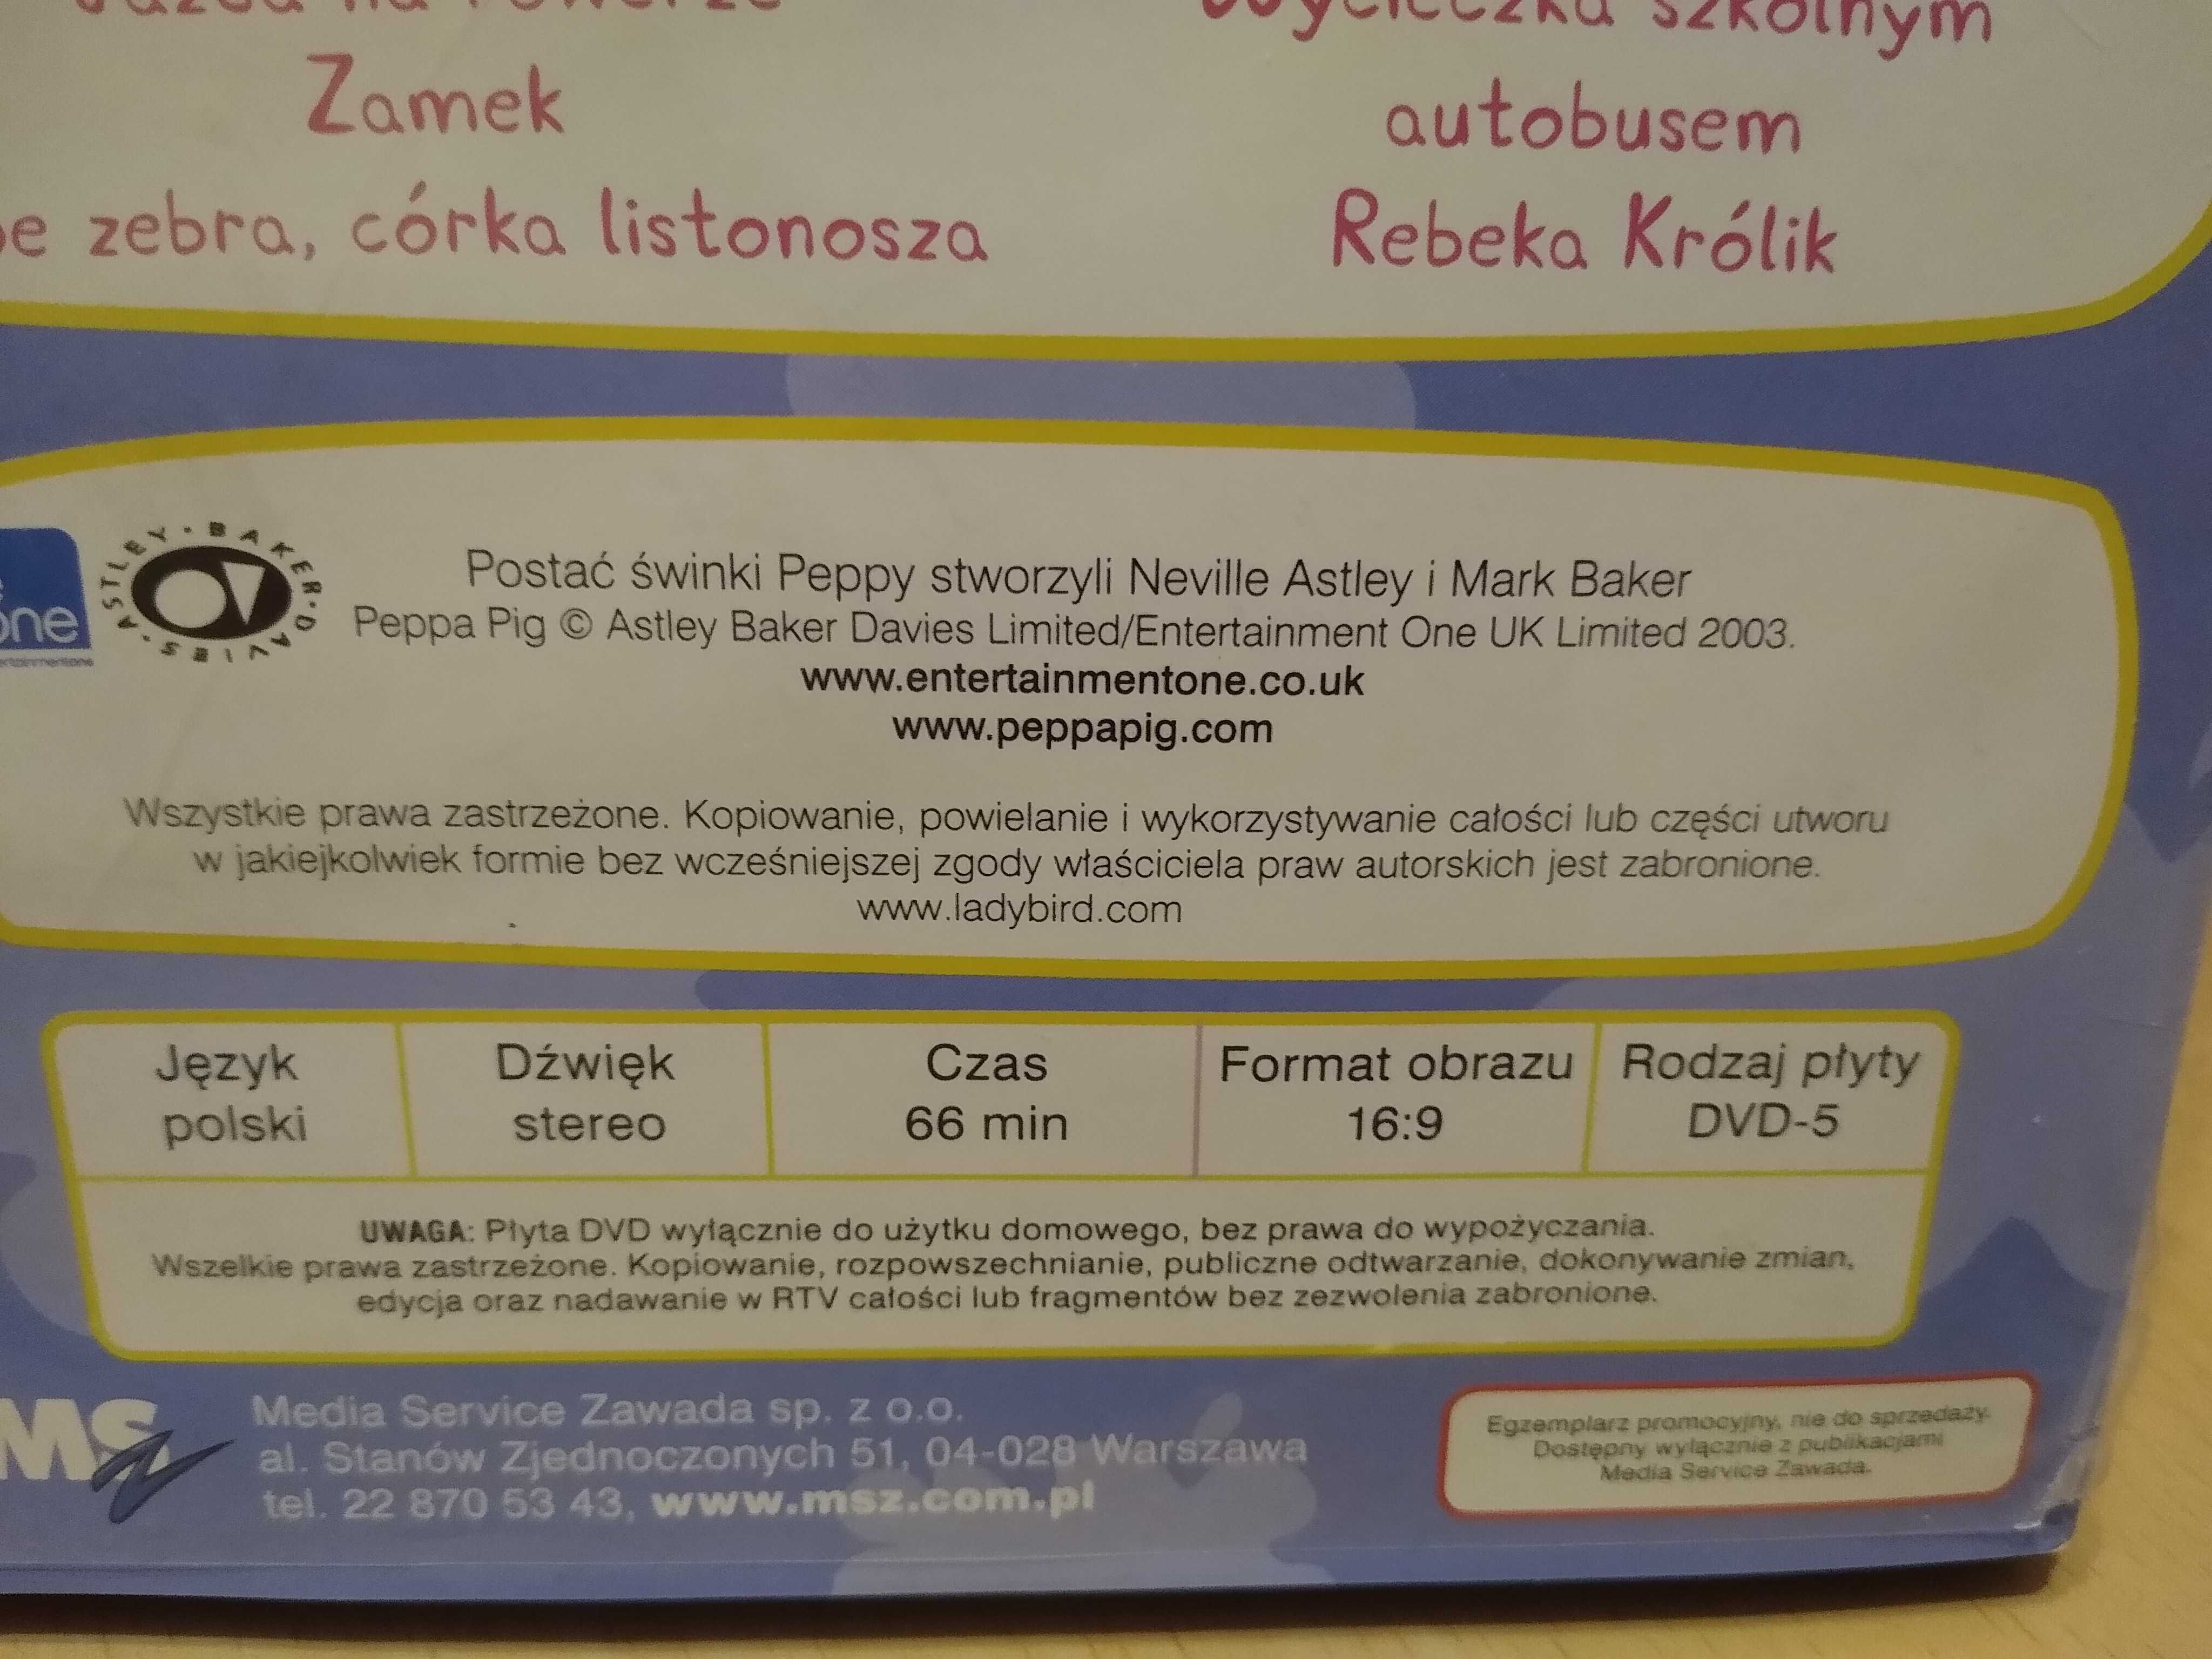 Zamek
autobusem
zebra, córka listonosza
Rebeka Królik
ASTLEY · BAKER · DAVIES
Postać świnki Peppy stworzyli Neville Astley i Mark Baker
Peppa Pig © Astley Baker Davies Limited/Entertainment One UK Limited 2003.
www.entertainmentone.co.uk
www.peppapig.com
Wszystkie prawa zastrzeżone. Kopiowanie, powielanie i wykorzystywanie całości lub części utworu
w jakiejkolwiek formie bez wcześniejszej zgody właściciela praw autorskich jest zabronione.
www.ladybird.com
Język
polski
Dźwięk
stereo
Czas
66 min
Format obrazu
16:9
Rodzaj płyty
DVD-5
UWAGA: Płyta DVD wyłącznie do użytku domowego, bez prawa do wypożyczania.
Wszelkie prawa zastrzeżone. Kopiowanie, rozpowszechnianie, publiczne odtwarzanie, dokonywanie zmian,
edycja oraz nadawanie w RTV całości lub fragmentów bez zezwolenia zabronione.
MSZ
Media Service Zawada sp. z o.o.
al. Stanów Zjednoczonych 51, 04-028 Warszawa
tel. 22 870 53 43, www.msz.com.pl
Egzemplarz promocyjny, nie do sprzedaży.
Dostępny wyłącznie z publikacjami
Media Service Zawada.